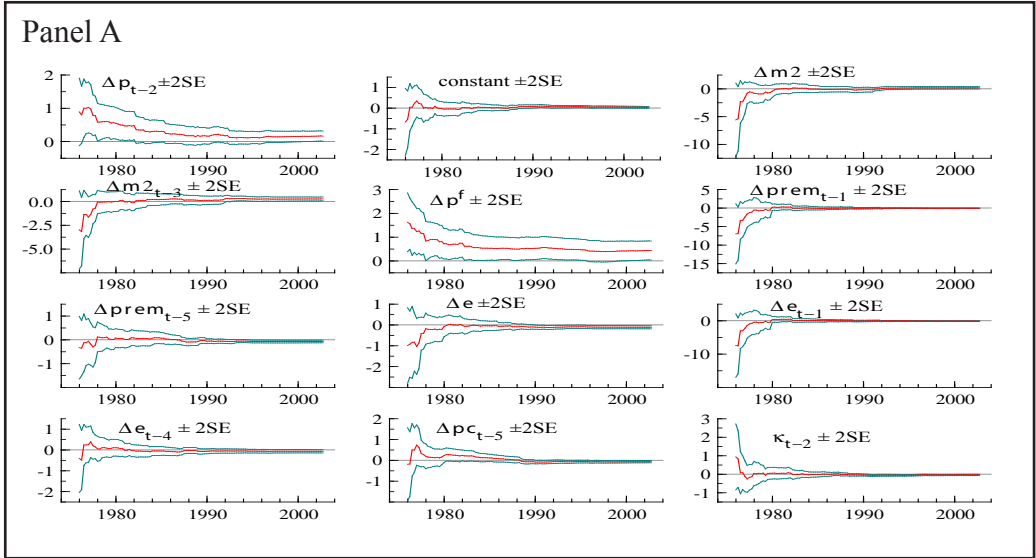 Panel A
Δp_{t−2} ±2SE
2
1
0
1980 1990 2000
constant ±2SE
1
0
-1
-2
1980 1990 2000
Δm2 ±2SE
0
-5
-10
1980 1990 2000
Δm2_{t−3} ± 2SE
0.0
-2.5
-5.0
1980 1990 2000
Δp^f ± 2SE
3
2
1
0
1980 1990 2000
Δprem_{t−1} ± 2SE
5
0
-5
-10
-15
1980 1990 2000
Δprem_{t−5} ± 2SE
1
0
-1
1980 1990 2000
Δe ±2SE
1
0
-1
-2
1980 1990 2000
Δe_{t−1} ± 2SE
0
-10
1980 1990 2000
Δe_{t−4} ± 2SE
1
0
-1
-2
1980 1990 2000
Δpc_{t−5} ±2SE
1
0
-1
1980 1990 2000
κ_{t−2} ± 2SE
3
2
1
0
-1
1980 1990 2000